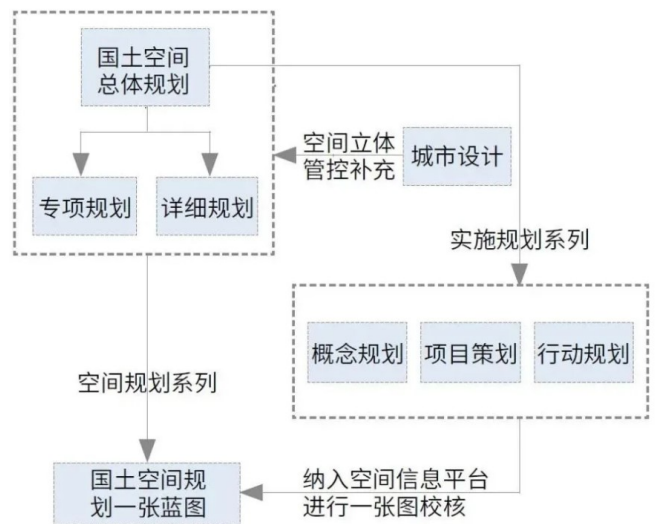 国土空间
总体规划
专项规划
详细规划
空间立体
管控补充
城市设计
实施规划系列
概念规划
项目策划
行动规划
空间规划系列
国土空间规
划一张蓝图
纳入空间信息平台
进行一张图校核